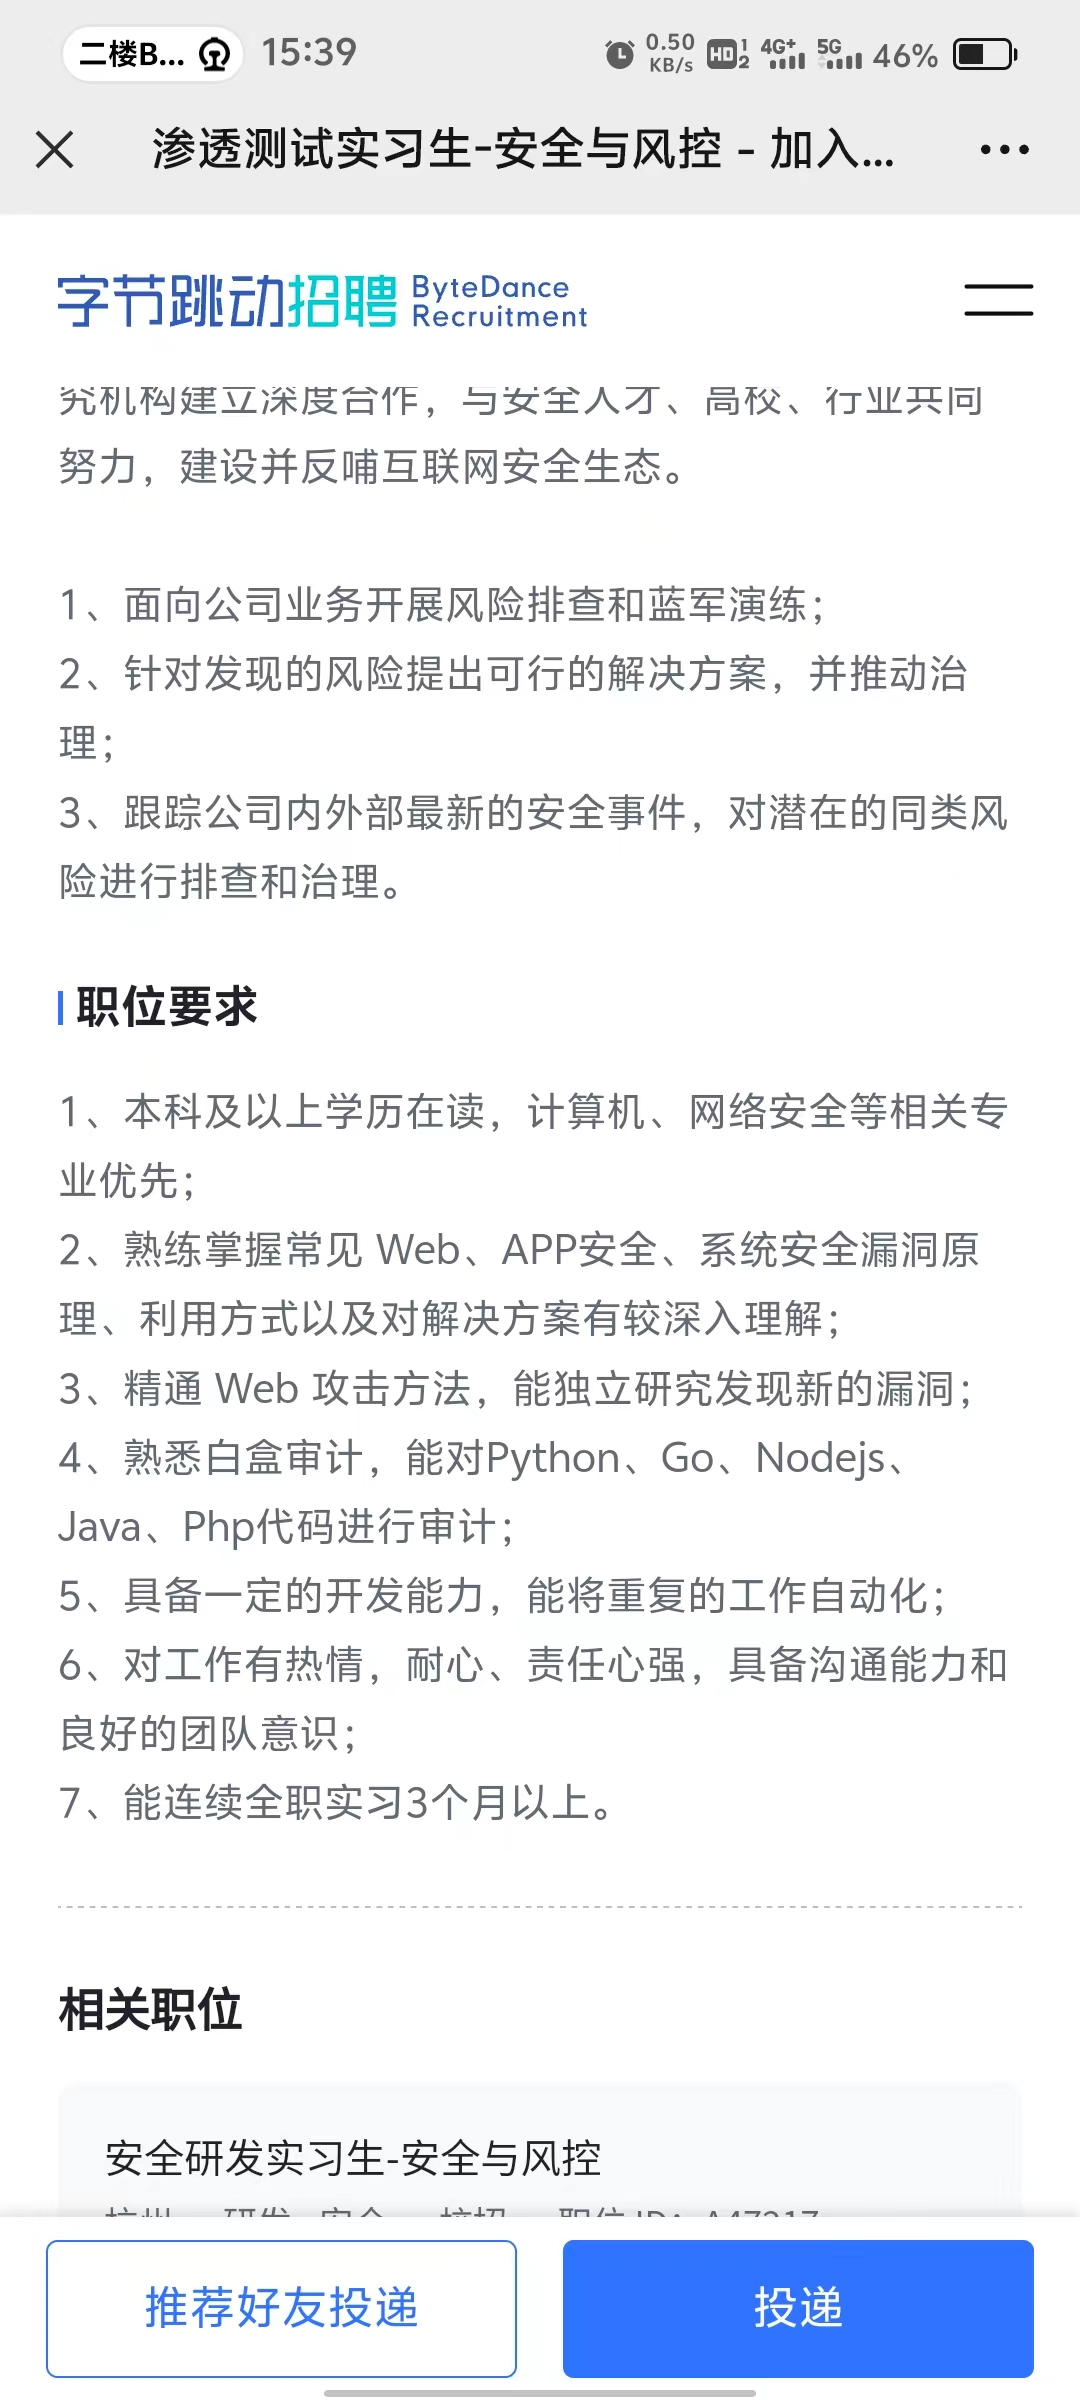 二楼B...
15:39
0.50
KB/s
HD 1 2
4G+
5G
46%
渗透测试实习生-安全与风控 - 加入...
字节跳动招聘 ByteDance Recruitment
究机构建立深度合作，与安全人才、高校、行业共同
努力，建设并反哺互联网安全生态。
1、面向公司业务开展风险排查和蓝军演练；
2、针对发现的风险提出可行的解决方案，并推动治
理；
3、跟踪公司内外部最新的安全事件，对潜在的同类风
险进行排查和治理。
职位要求
1、本科及以上学历在读，计算机、网络安全等相关专
业优先；
2、熟练掌握常见 Web、APP安全、系统安全漏洞原
理、利用方式以及对解决方案有较深入理解；
3、精通 Web 攻击方法，能独立研究发现新的漏洞；
4、熟悉白盒审计，能对Python、Go、Nodejs、
Java、Php代码进行审计；
5、具备一定的开发能力，能将重复的工作自动化；
6、对工作有热情，耐心、责任心强，具备沟通能力和
良好的团队意识；
7、能连续全职实习3个月以上。
相关职位
安全研发实习生-安全与风控
杭州 研发 - 安全 校招 职位 ID：A47217
推荐好友投递
投递